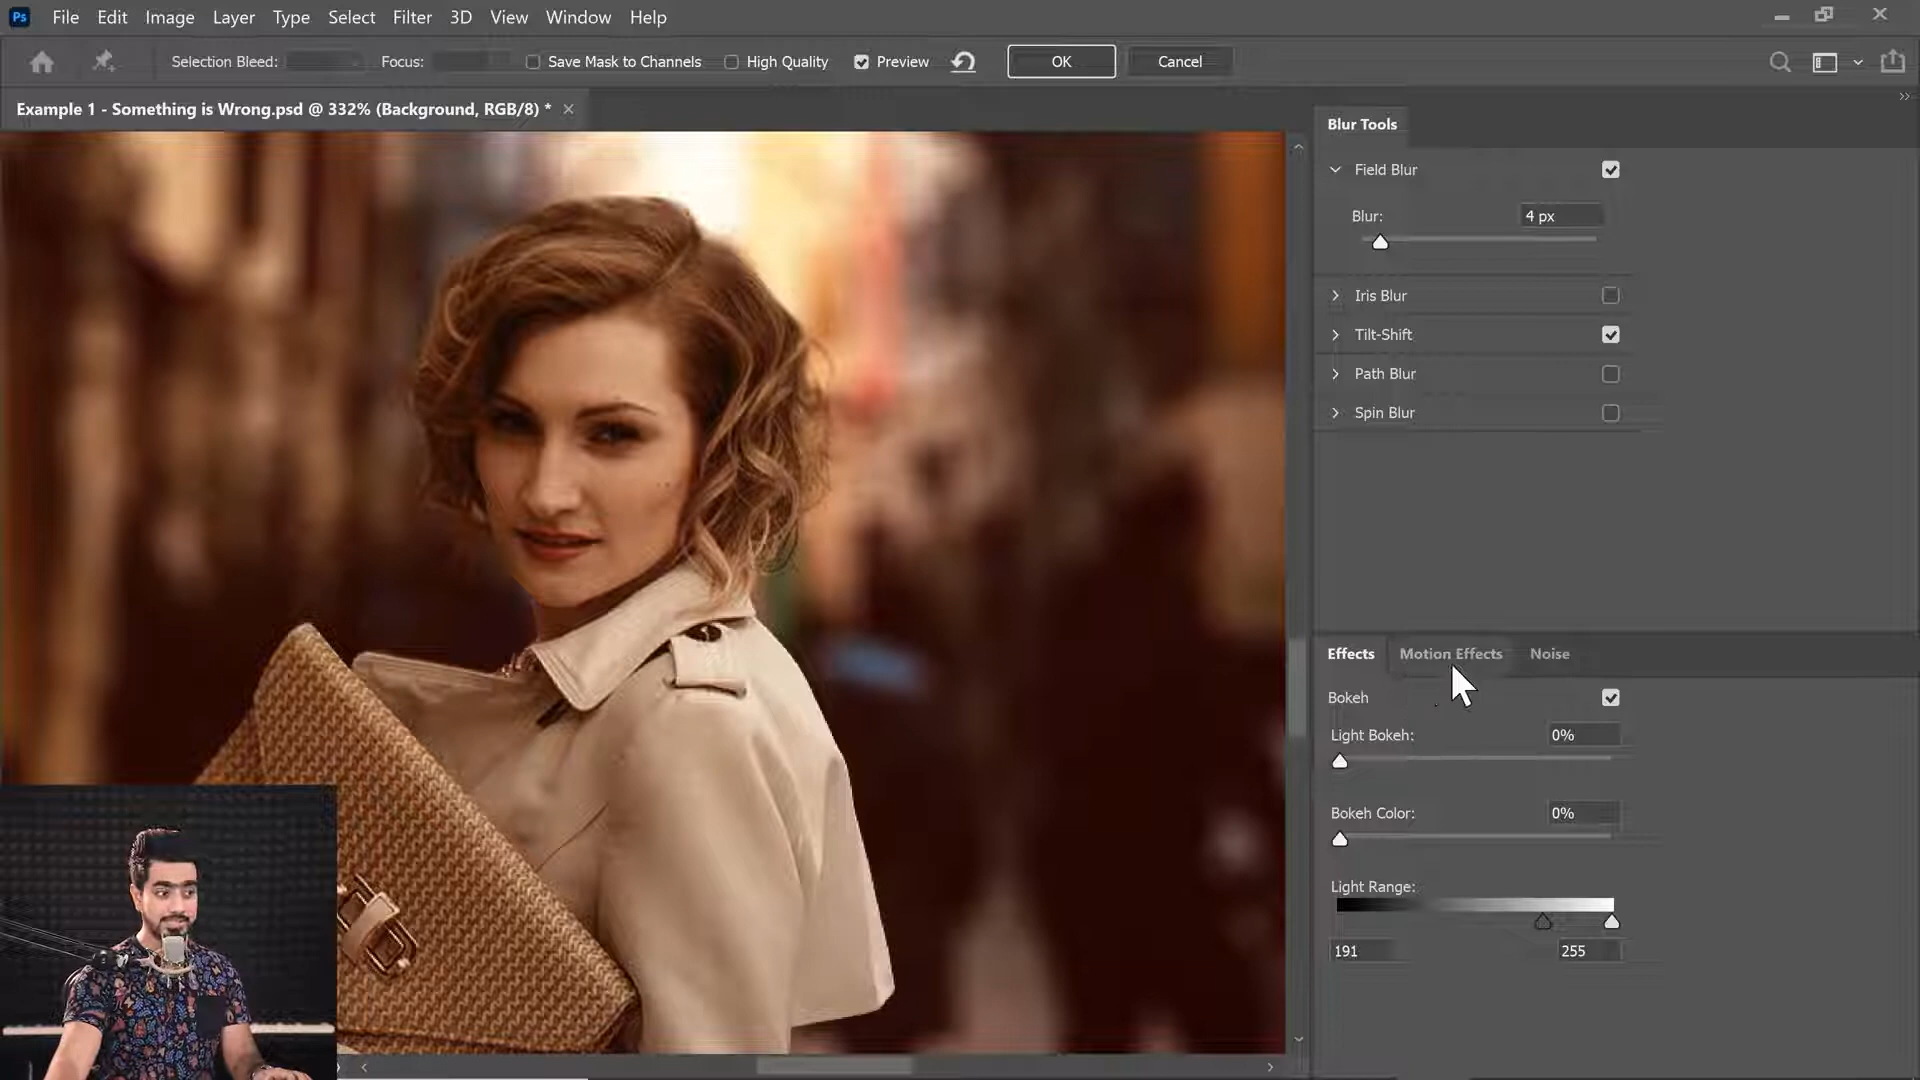 Ps File Edit Image Layer Type Select Filter 3D View Window Help
Selection Bleed: Focus: Save Mask to Channels High Quality Preview OK Cancel
Example 1 - Something is Wrong.psd @ 332% (Background, RGB/8) *
Blur Tools
Field Blur
Blur: 4 px
Iris Blur
Tilt-Shift
Path Blur
Spin Blur
Effects Motion Effects Noise
Bokeh
Light Bokeh: 0%
Bokeh Color: 0%
Light Range:
191 255